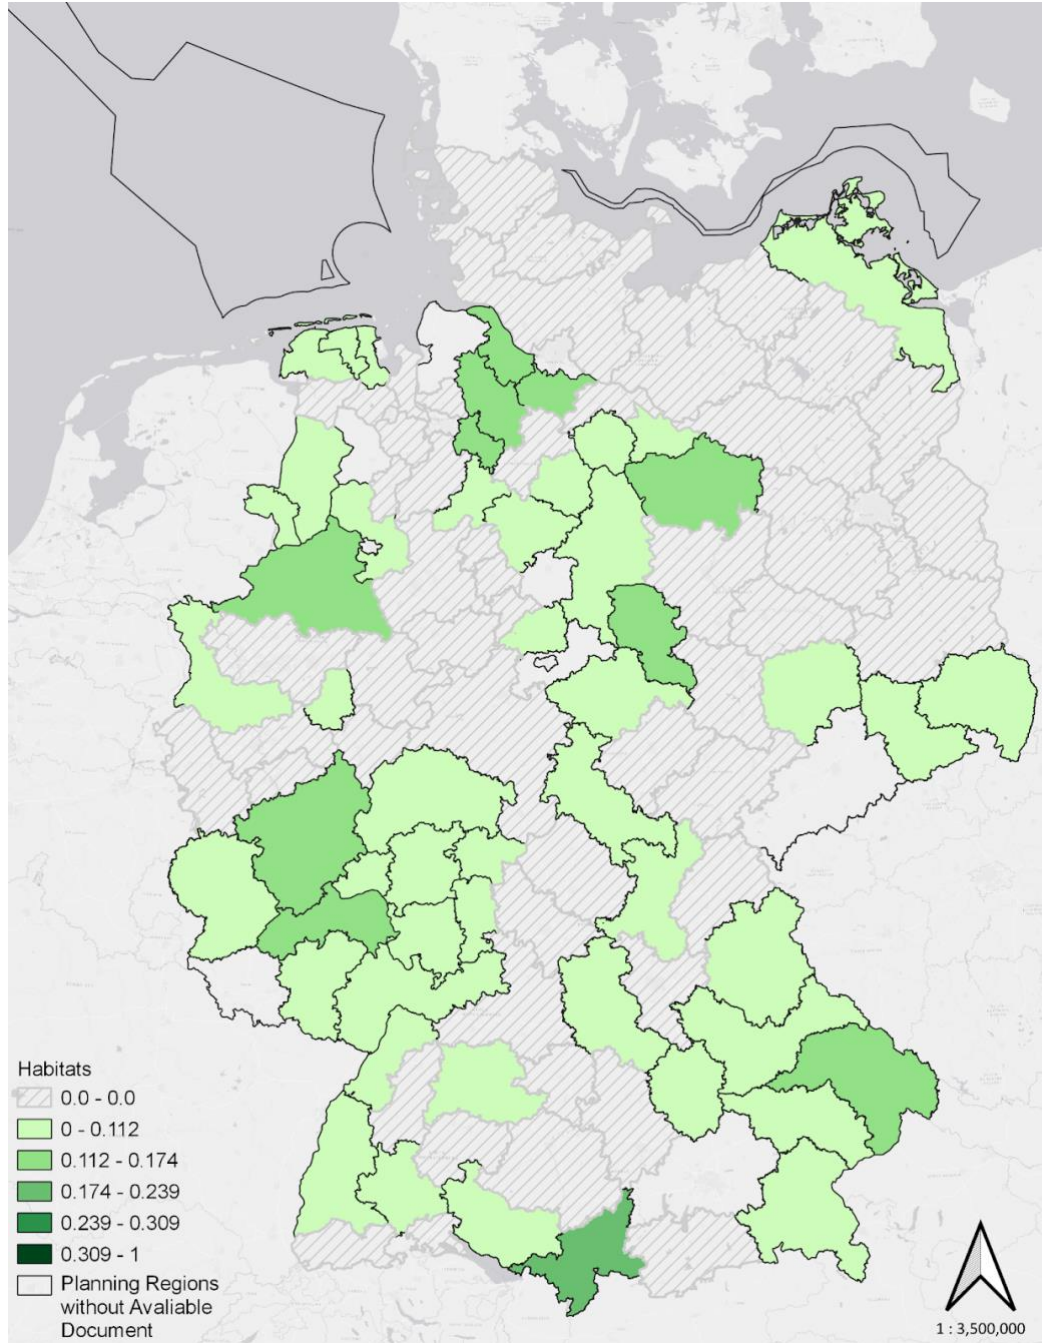 Habitats
0.0 - 0.0
0 - 0.112
0.112 - 0.174
0.174 - 0.239
0.239 - 0.309
0.309 - 1
Planning Regions
without Avaliable
Document
1 : 3,500,000